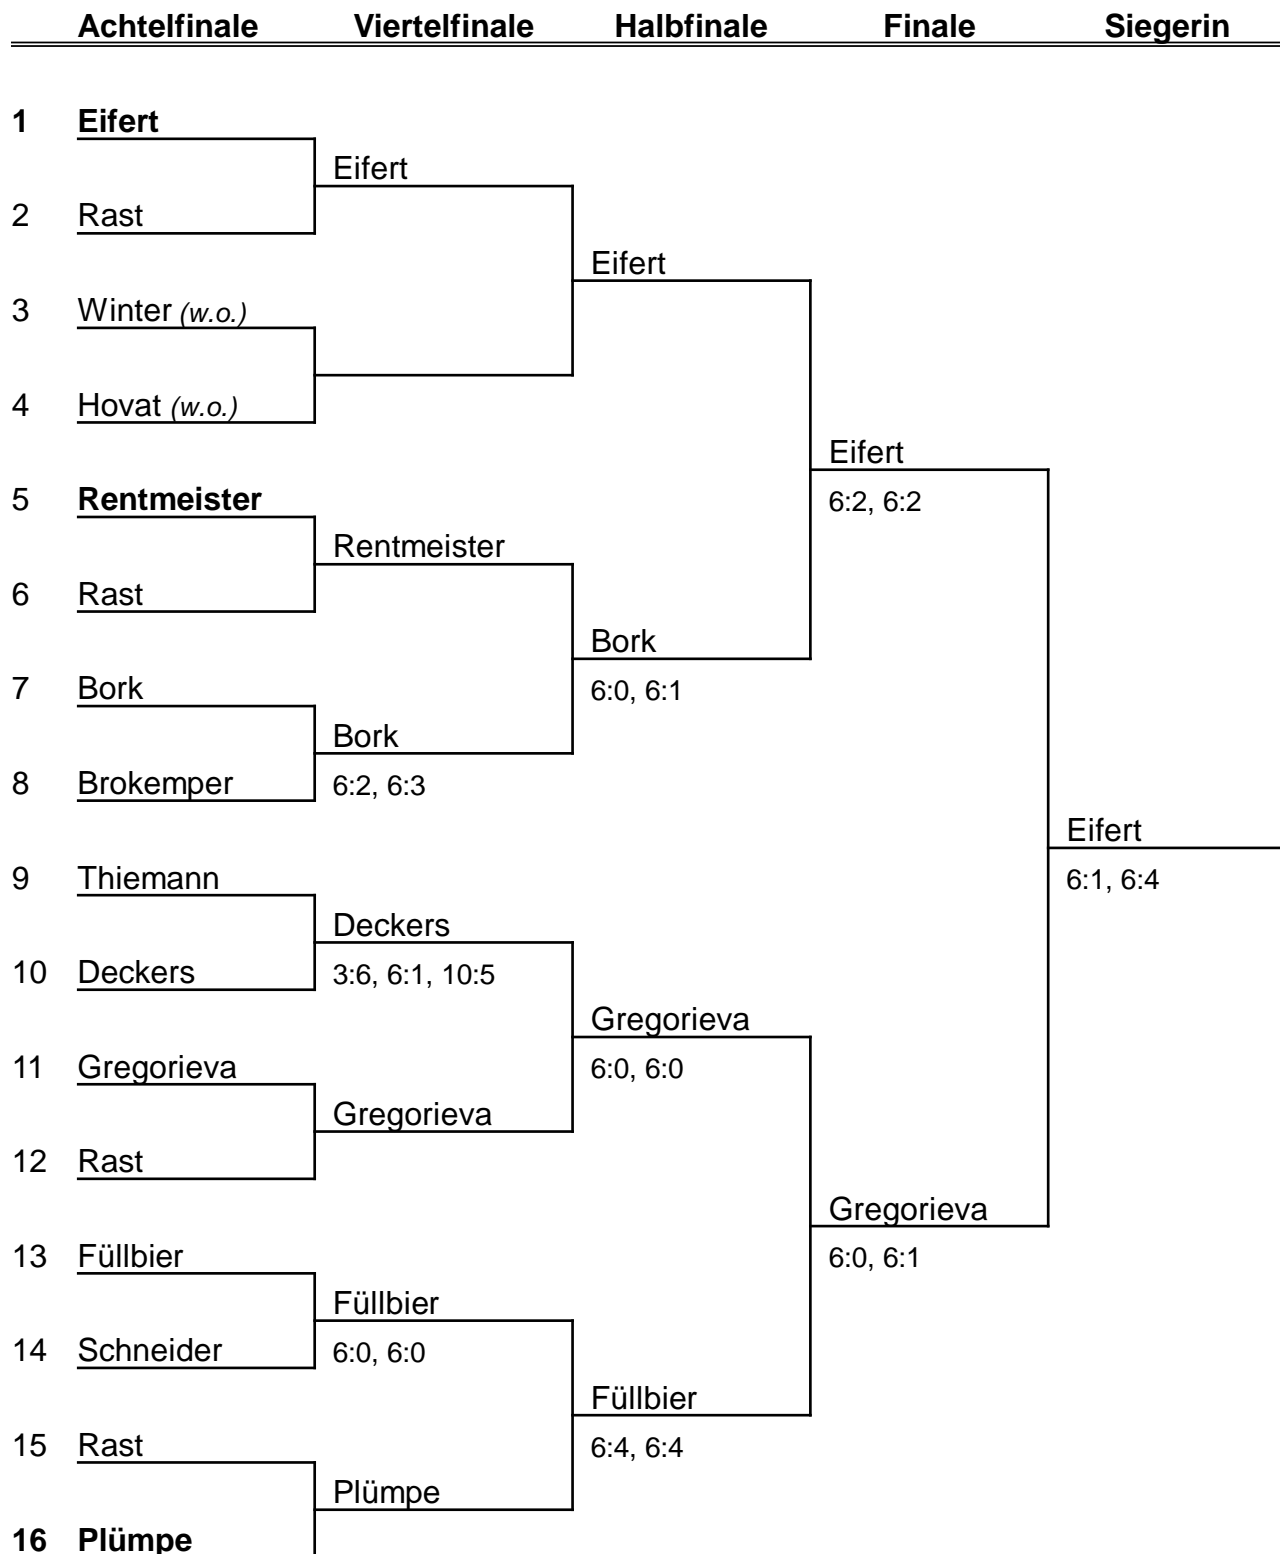 Achtelfinale Viertelfinale Halbfinale Finale Siegerin
1 Eifert
Eifert
2 Rast
Eifert
3 Winter (w.o.)
4 Hovat (w.o.)
Eifert
5 Rentmeister
6:2, 6:2
Rentmeister
6 Rast
Bork
7 Bork
6:0, 6:1
Bork
8 Brokemper
6:2, 6:3
Eifert
9 Thiemann
6:1, 6:4
Deckers
10 Deckers
3:6, 6:1, 10:5
Gregorieva
11 Gregorieva
6:0, 6:0
Gregorieva
12 Rast
Gregorieva
13 Füllbier
6:0, 6:1
Füllbier
14 Schneider
6:0, 6:0
Füllbier
15 Rast
6:4, 6:4
Plümpe
16 Plümpe